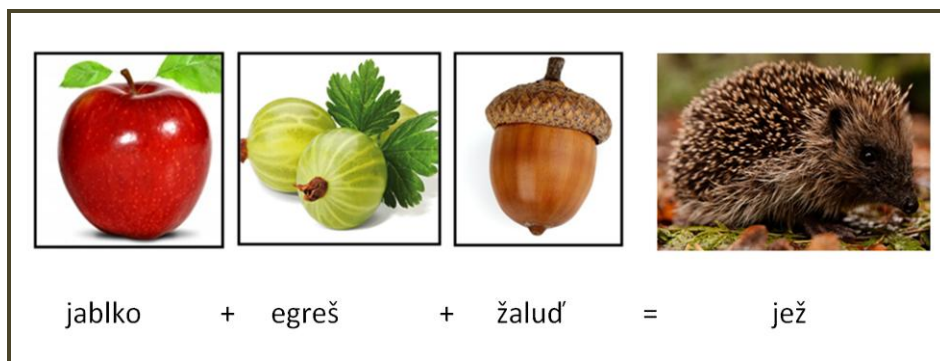 jablko + egreš + žaluď = jež